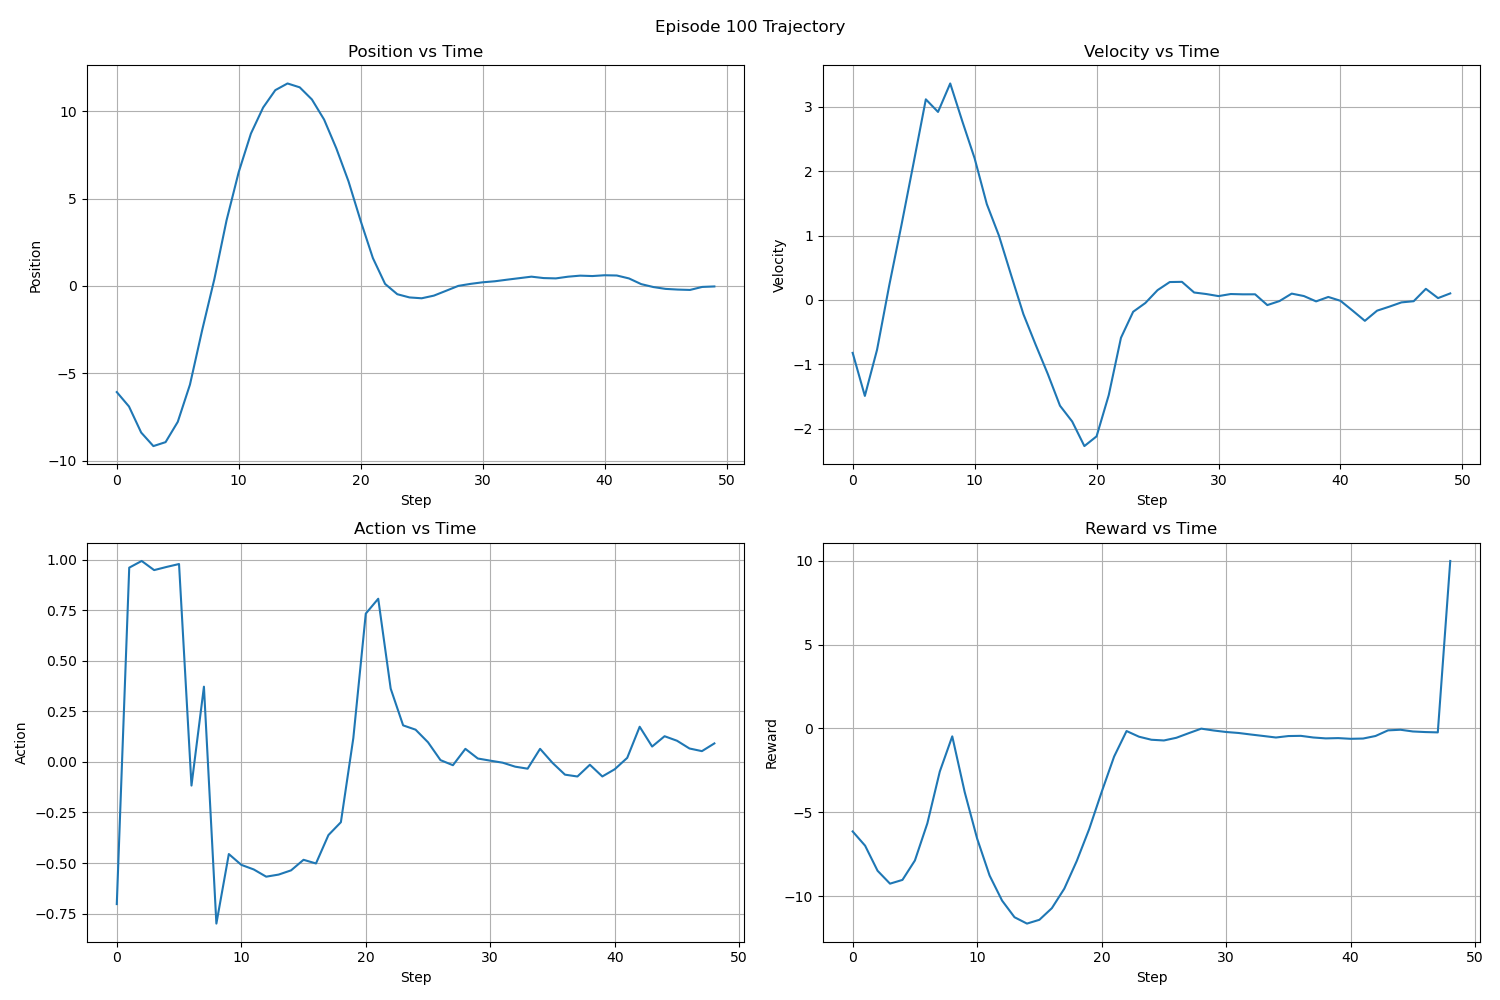 Episode 100 Trajectory
Position vs Time
10
5
0
−5
−10
Position
0 10 20 30 40 50
Step
Velocity vs Time
3
2
1
0
−1
−2
Velocity
0 10 20 30 40 50
Step
Action vs Time
1.00
0.75
0.50
0.25
0.00
−0.25
−0.50
−0.75
Action
0 10 20 30 40 50
Step
Reward vs Time
10
5
0
−5
−10
Reward
0 10 20 30 40 50
Step